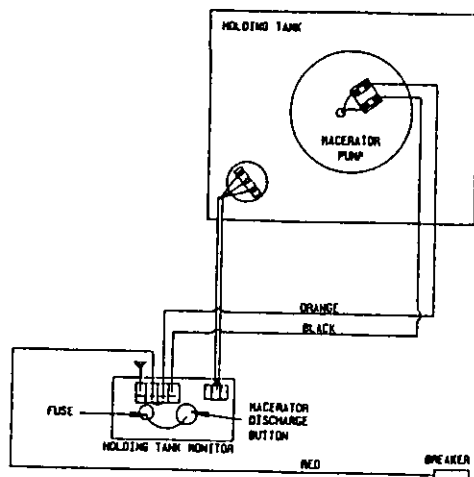 HOLDING TANK
MACERATOR
PUMP
ORANGE
BLACK
FUSE
MACERATOR
DISCHARGE
BUTTON
HOLDING TANK MONITOR
RED
BREAKER